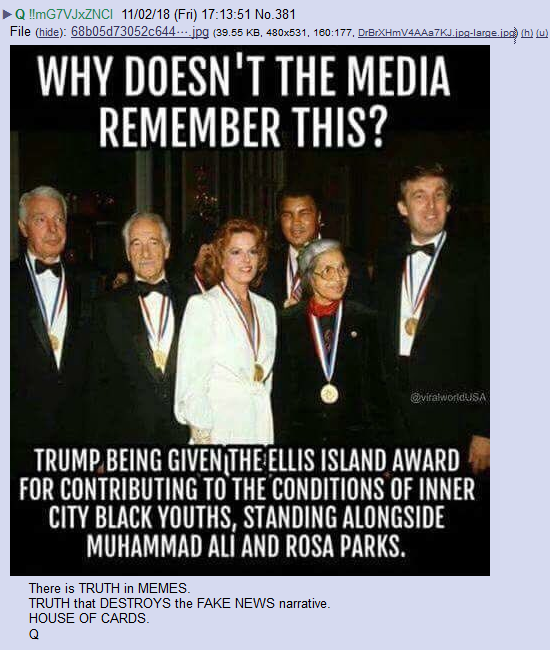 ▶Q !!mG7VJxZNCI 11/02/18 (Fri) 17:13:51 No.381
File (hide): 68b05d73052c644⋯.jpg (39.55 KB, 480x531, 160:177, DrBrXHmV4AAa7KJ.jpg-large.jpg) (h) (u)
WHY DOESN'T THE MEDIA
REMEMBER THIS?
@viralworldUSA
TRUMP BEING GIVEN THE ELLIS ISLAND AWARD
FOR CONTRIBUTING TO THE CONDITIONS OF INNER
CITY BLACK YOUTHS, STANDING ALONGSIDE
MUHAMMAD ALI AND ROSA PARKS.
There is TRUTH in MEMES.
TRUTH that DESTROYS the FAKE NEWS narrative.
HOUSE OF CARDS.
Q